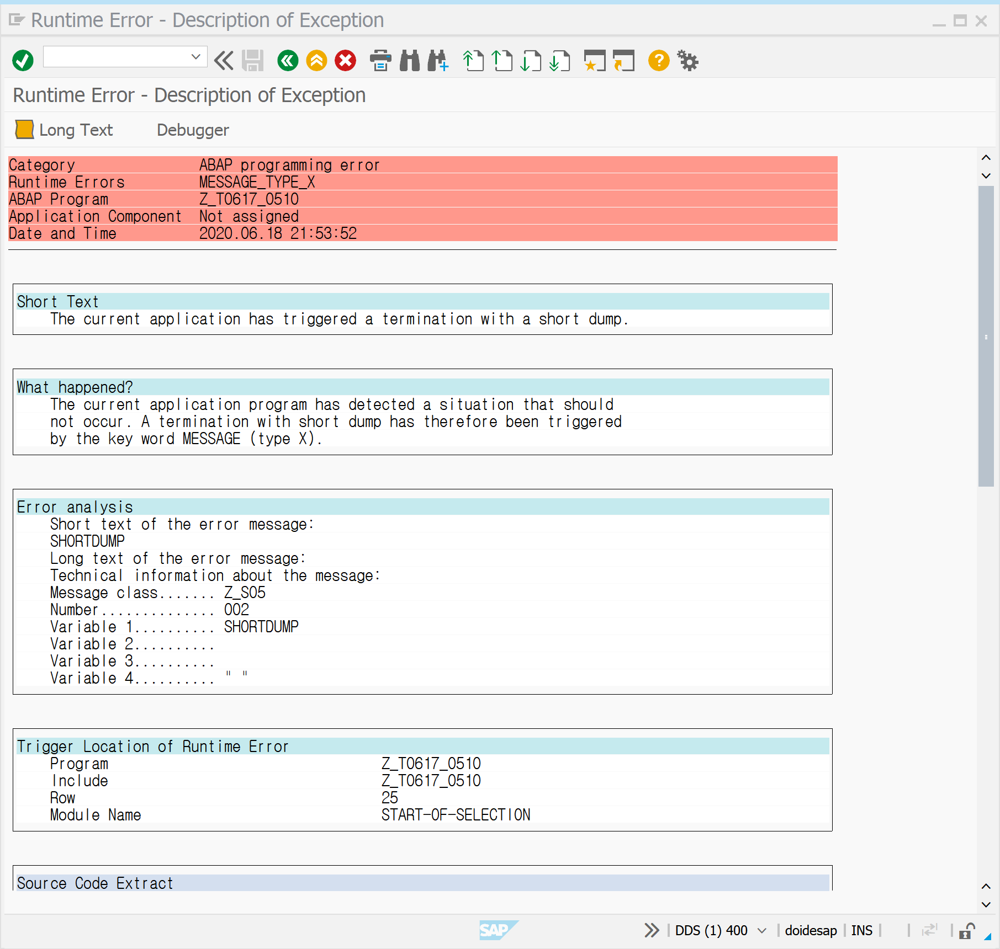 Runtime Error - Description of Exception
Runtime Error - Description of Exception
Long Text Debugger
Category ABAP programming error
Runtime Errors MESSAGE_TYPE_X
ABAP Program Z_T0617_0510
Application Component Not assigned
Date and Time 2020.06.18 21:53:52
Short Text
The current application has triggered a termination with a short dump.
What happened?
The current application program has detected a situation that should
not occur. A termination with short dump has therefore been triggered
by the key word MESSAGE (type X).
Error analysis
Short text of the error message:
SHORTDUMP
Long text of the error message:
Technical information about the message:
Message class....... Z_S05
Number.............. 002
Variable 1.......... SHORTDUMP
Variable 2..........
Variable 3..........
Variable 4.......... " "
Trigger Location of Runtime Error
Program Z_T0617_0510
Include Z_T0617_0510
Row 25
Module Name START-OF-SELECTION
Source Code Extract
SAP DDS (1) 400 doidesap INS